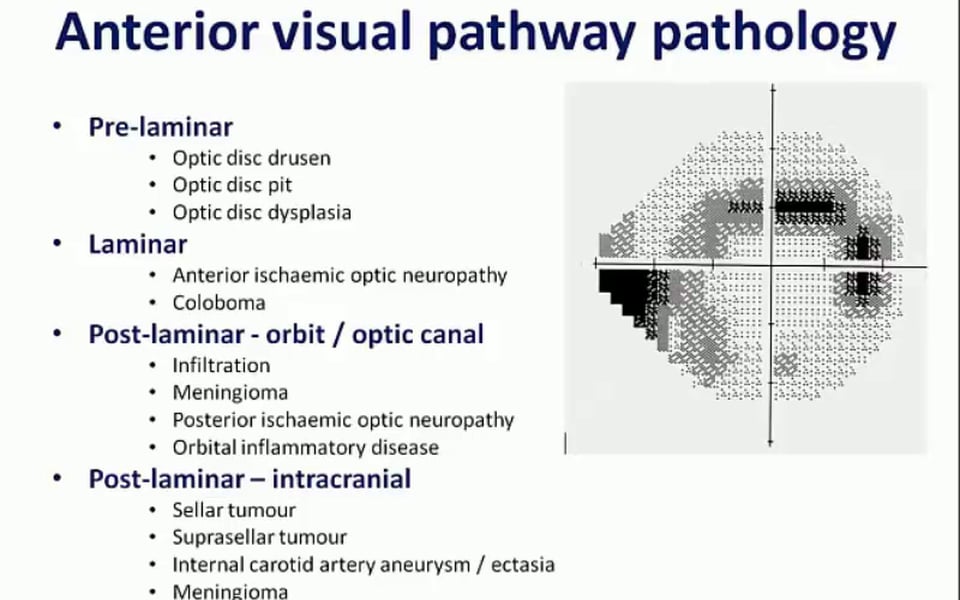 Anterior visual pathway pathology
• Pre-laminar
• Optic disc drusen
• Optic disc pit
• Optic disc dysplasia
• Laminar
• Anterior ischaemic optic neuropathy
• Coloboma
• Post-laminar - orbit / optic canal
• Infiltration
• Meningioma
• Posterior ischaemic optic neuropathy
• Orbital inflammatory disease
• Post-laminar – intracranial
• Sellar tumour
• Suprasellar tumour
• Internal carotid artery aneurysm / ectasia
• Meningioma